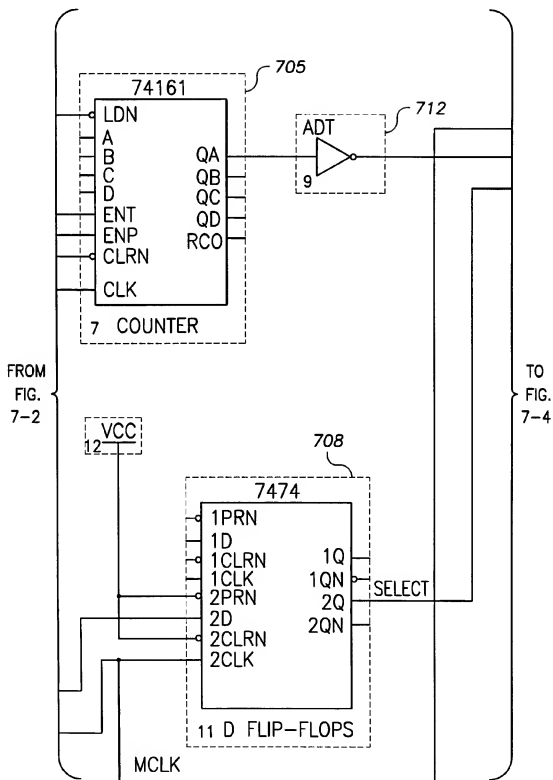 705
74161
LDN
A
B
C
D
ENT
ENP
CLRN
CLK
QA
QB
QC
QD
RCO
7 COUNTER
712
ADT
9
FROM
FIG.
7-2
TO
FIG.
7-4
VCC
12
708
7474
1PRN
1D
1CLRN
1CLK
2PRN
2D
2CLRN
2CLK
1Q
1QN
2Q
2QN
SELECT
11 D FLIP-FLOPS
MCLK